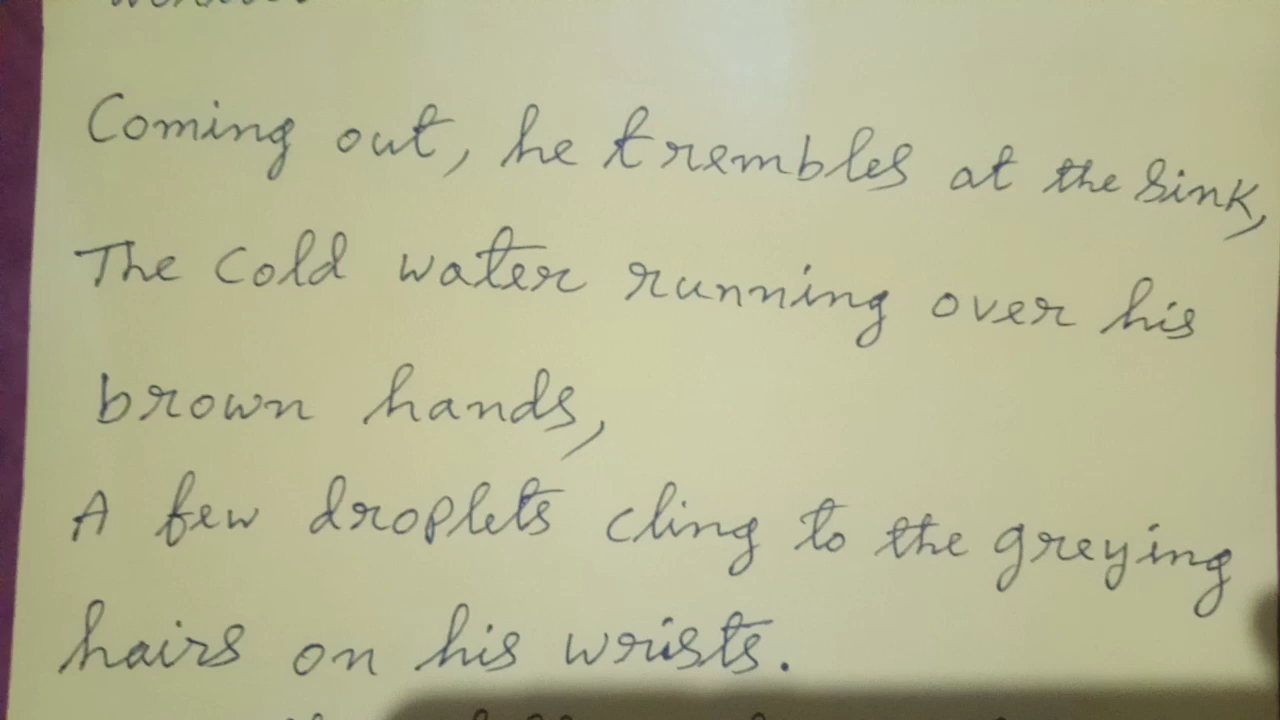 Coming out, he trembles at the Sink,
The Cold water running over his
brown hands,
A few droplets cling to the greying
hairs on his wrists.